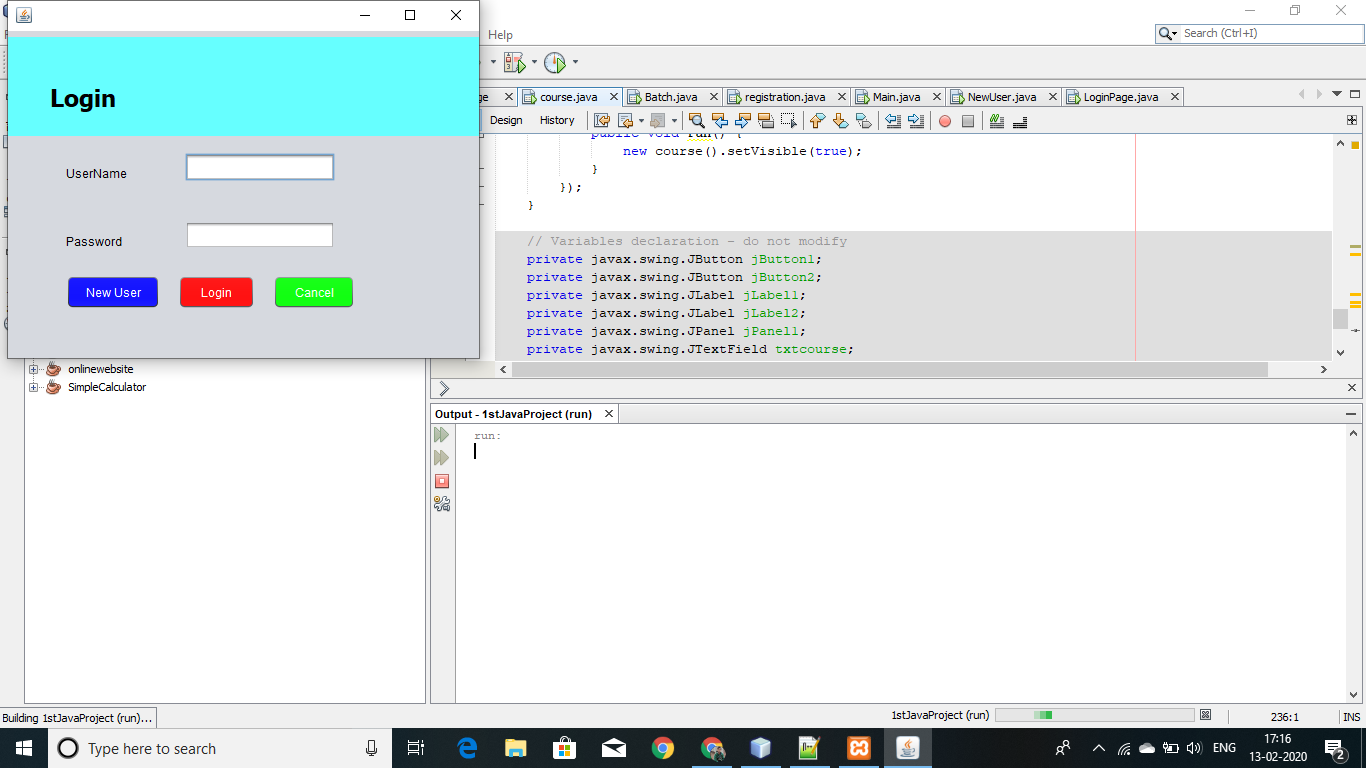 Help
Search (Ctrl+I)
Login
UserName
Password
New User
Login
Cancel
ge
course.java
Batch.java
registration.java
Main.java
NewUser.java
LoginPage.java
Design
History
public void run() {
new course().setVisible(true);
}
});
}
// Variables declaration - do not modify
private javax.swing.JButton jButton1;
private javax.swing.JButton jButton2;
private javax.swing.JLabel jLabel1;
private javax.swing.JLabel jLabel2;
private javax.swing.JPanel jPanel1;
private javax.swing.JTextField txtcourse;
onlinewebsite
SimpleCalculator
Output - 1stJavaProject (run)
run:
Building 1stJavaProject (run)...
1stJavaProject (run)
236:1
INS
Type here to search
ENG
17:16
13-02-2020
2